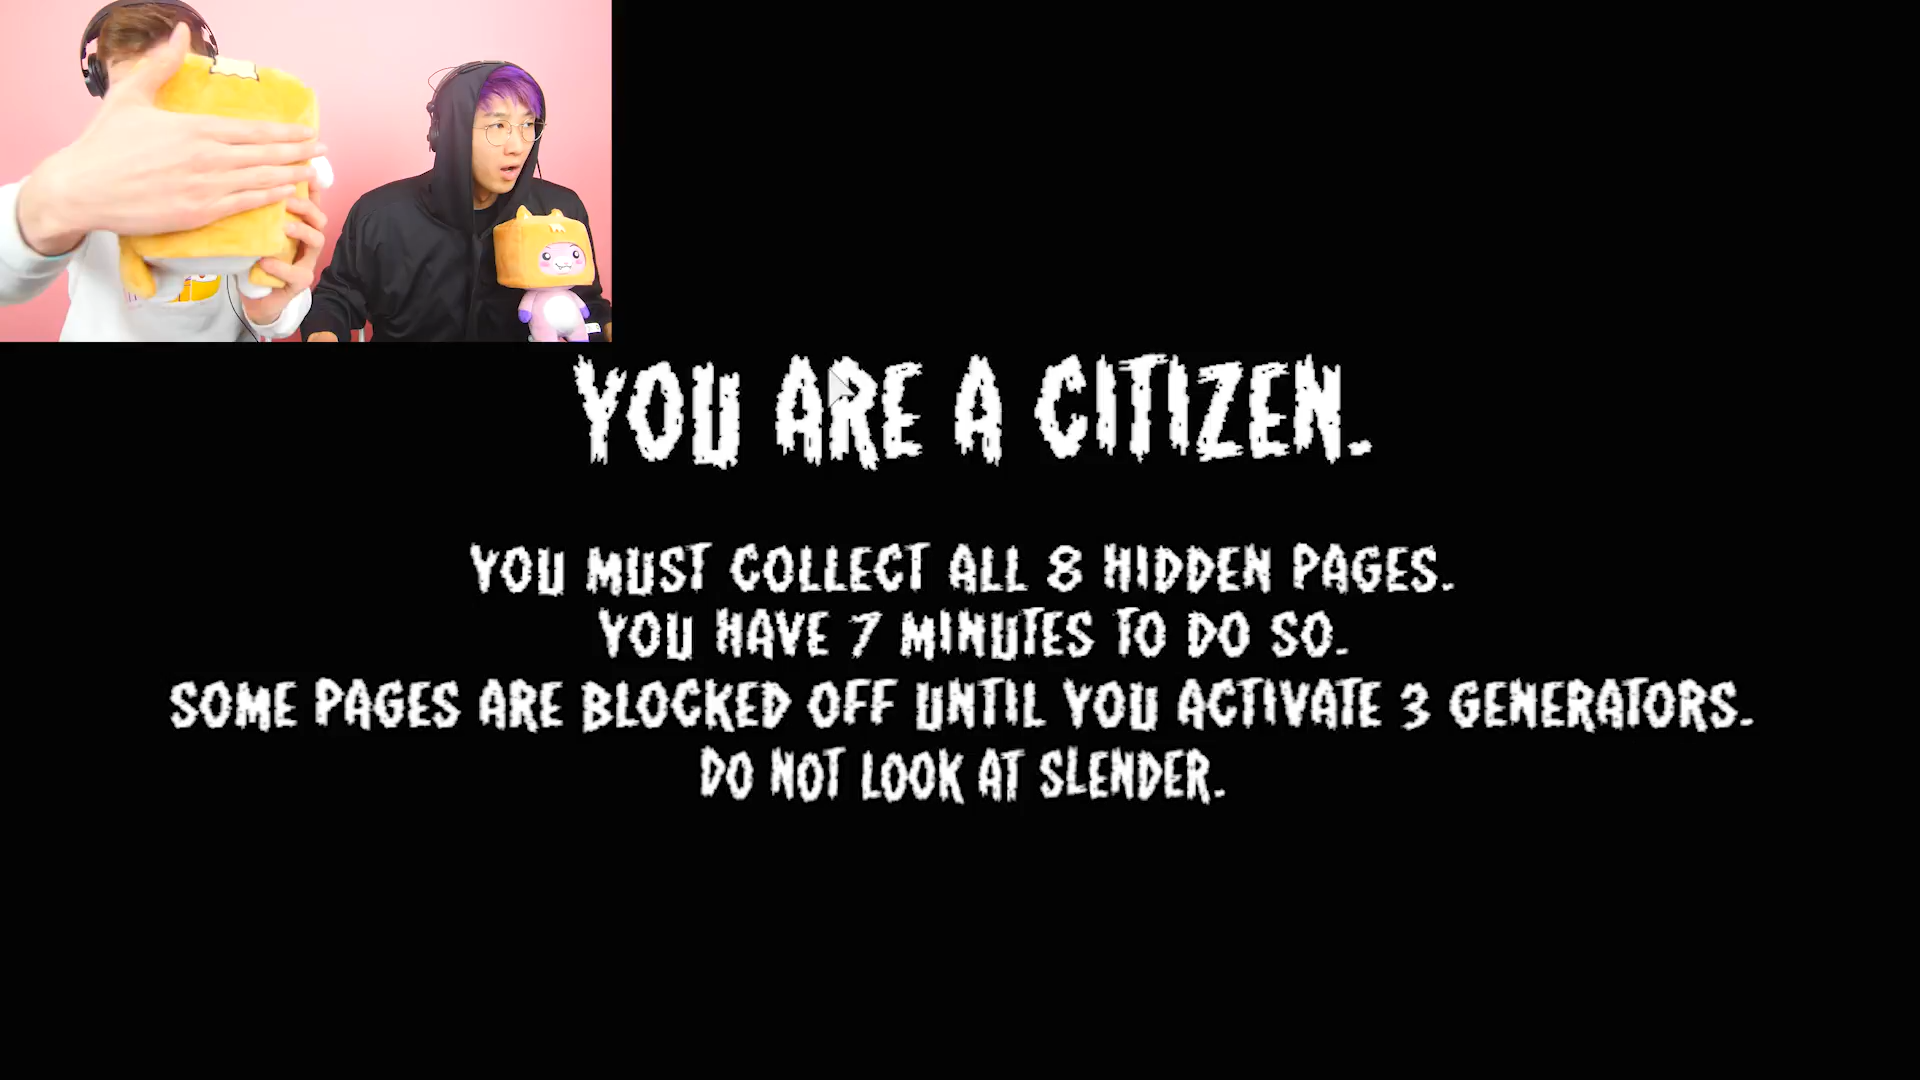 YOU ARE A CITIZEN.
YOU MUST COLLECT ALL 8 HIDDEN PAGES.
YOU HAVE 7 MINUTES TO DO SO.
SOME PAGES ARE BLOCKED OFF UNTIL YOU ACTIVATE 3 GENERATORS.
DO NOT LOOK AT SLENDER.